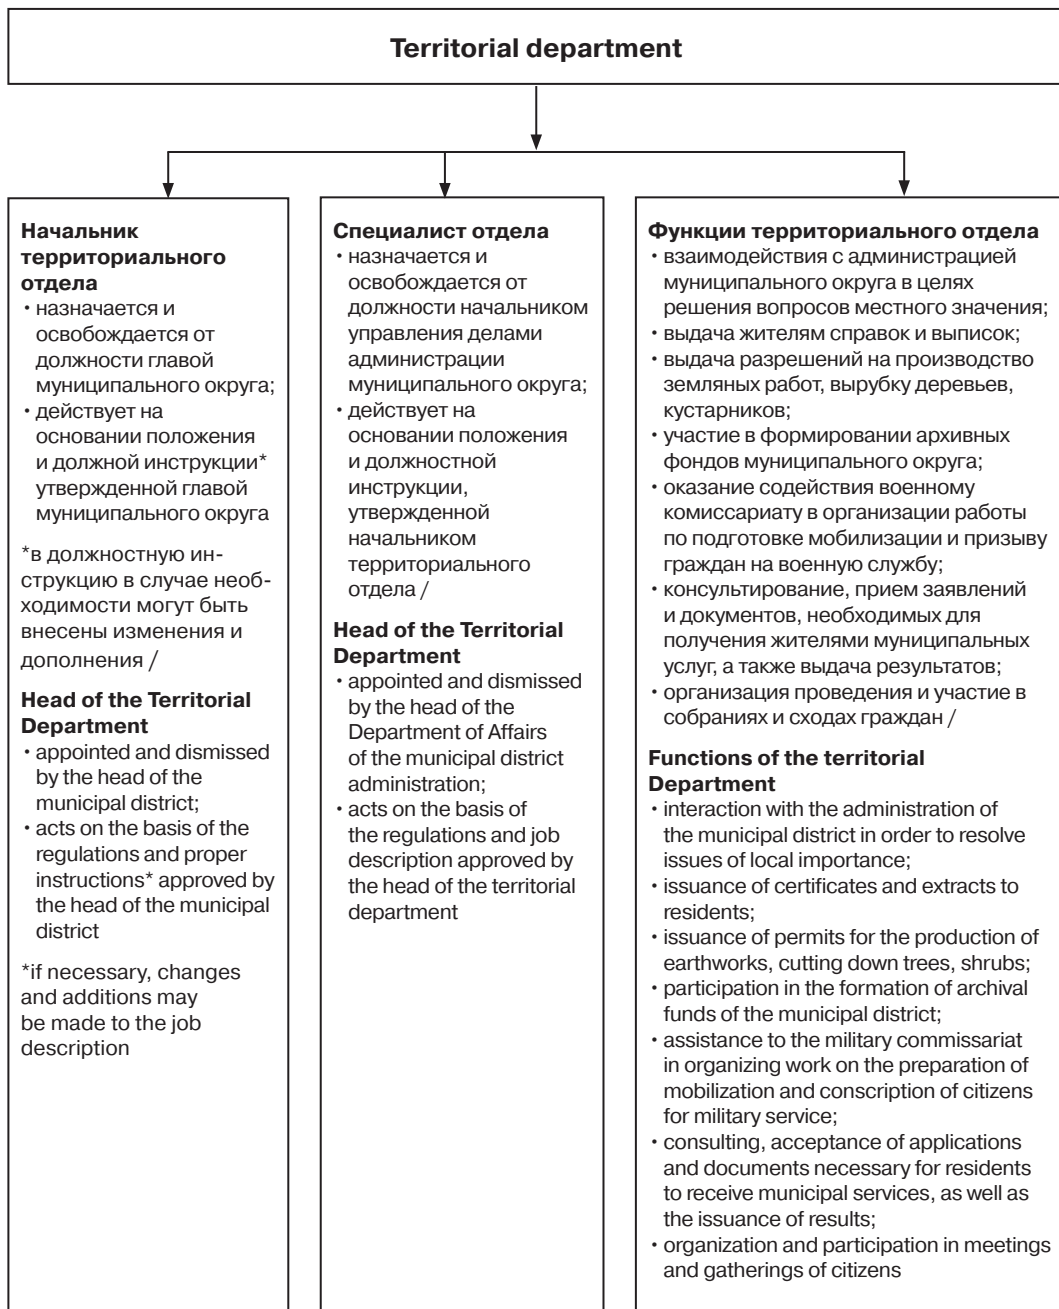 Territorial department
Начальник
территориального
отдела
• назначается и
освобождается от
должности главой
муниципального округа;
• действует на
основании положения
и должной инструкции*
утвержденной главой
муниципального округа
*в должностную ин-
струкцию в случае необ-
ходимости могут быть
внесены изменения и
дополнения /
Head of the Territorial
Department
• appointed and dismissed
by the head of the
municipal district;
• acts on the basis of the
regulations and proper
instructions* approved by
the head of the municipal
district
*if necessary, changes
and additions may
be made to the job
description
Специалист отдела
• назначается и
освобождается от
должности начальником
управления делами
администрации
муниципального округа;
• действует на
основании положения
и должностной
инструкции,
утвержденной
начальником
территориального
отдела /
Head of the Territorial
Department
• appointed and dismissed
by the head of the
Department of Affairs
of the municipal district
administration;
• acts on the basis of
the regulations and job
description approved by
the head of the territorial
department
Функции территориального отдела
• взаимодействия с администрацией
муниципального округа в целях
решения вопросов местного значения;
• выдача жителям справок и выписок;
• выдача разрешений на производство
земляных работ, вырубку деревьев,
кустарников;
• участие в формировании архивных
фондов муниципального округа;
• оказание содействия военному
комиссариату в организации работы
по подготовке мобилизации и призыву
граждан на военную службу;
• консультирование, прием заявлений
и документов, необходимых для
получения жителями муниципальных
услуг, а также выдача результатов;
• организация проведения и участие в
собраниях и сходах граждан /
Functions of the territorial
Department
• interaction with the administration of
the municipal district in order to resolve
issues of local importance;
• issuance of certificates and extracts to
residents;
• issuance of permits for the production of
earthworks, cutting down trees, shrubs;
• participation in the formation of archival
funds of the municipal district;
• assistance to the military commissariat
in organizing work on the preparation of
mobilization and conscription of citizens
for military service;
• consulting, acceptance of applications
and documents necessary for residents
to receive municipal services, as well as
the issuance of results;
• organization and participation in meetings
and gatherings of citizens